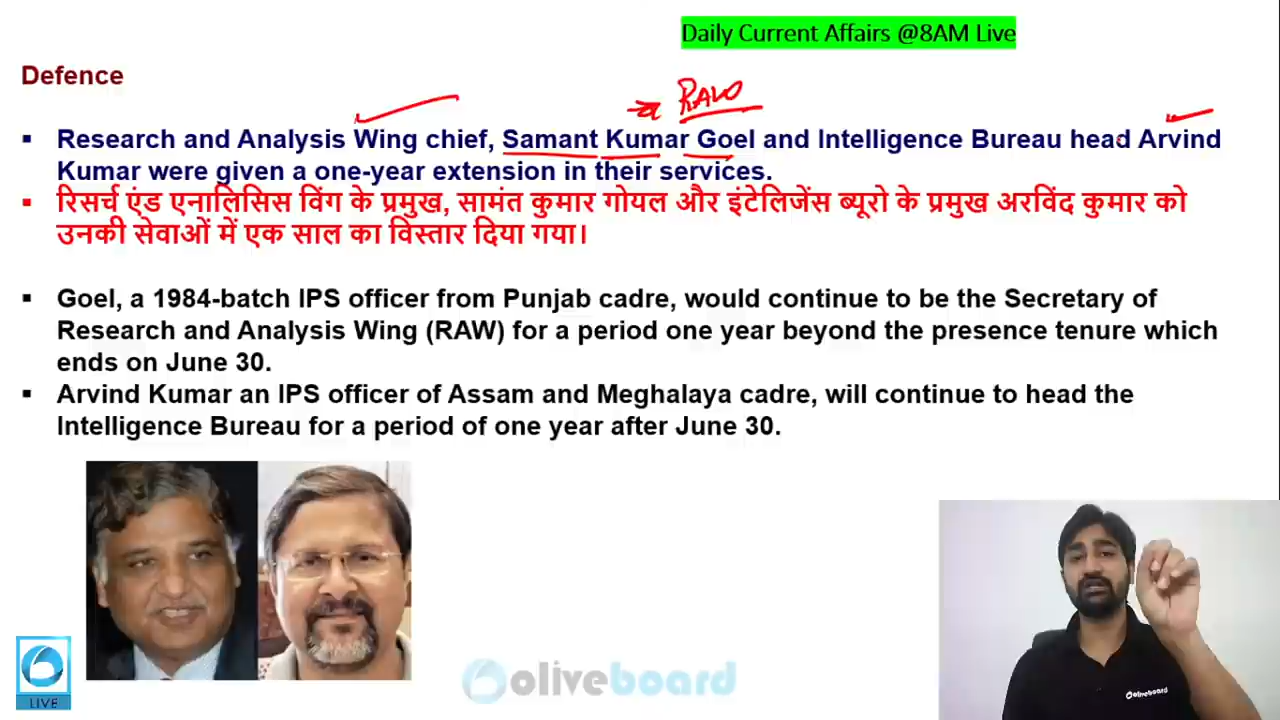 Daily Current Affairs @8AM Live
Defence
RAW
▪ Research and Analysis Wing chief, Samant Kumar Goel and Intelligence Bureau head Arvind
Kumar were given a one-year extension in their services.
▪ रिसर्च एंड एनालिसिस विंग के प्रमुख, सामंत कुमार गोयल और इंटेलिजेंस ब्यूरो के प्रमुख अरविंद कुमार को
उनकी सेवाओं में एक साल का विस्तार दिया गया।
▪ Goel, a 1984-batch IPS officer from Punjab cadre, would continue to be the Secretary of
Research and Analysis Wing (RAW) for a period one year beyond the presence tenure which
ends on June 30.
▪ Arvind Kumar an IPS officer of Assam and Meghalaya cadre, will continue to head the
Intelligence Bureau for a period of one year after June 30.
LIVE
oliveboard
oliveboard